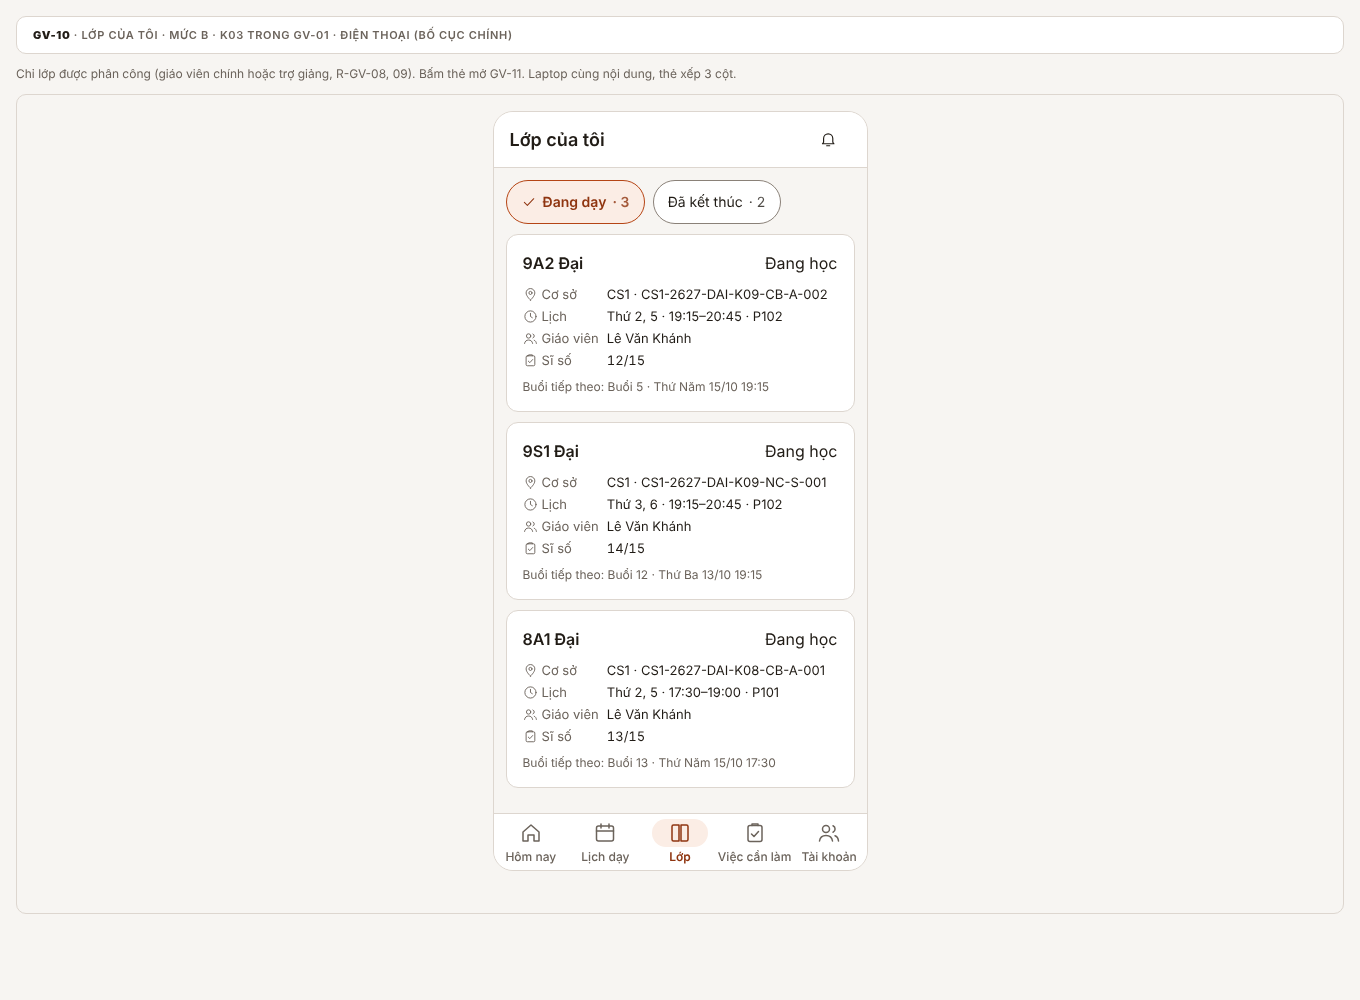 GV-10 · LỚP CỦA TÔI · MỨC B · K03 TRONG GV-01 · ĐIỆN THOẠI (BỐ CỤC CHÍNH)
Chỉ lớp được phân công (giáo viên chính hoặc trợ giảng, R-GV-08, 09). Bấm thẻ mở GV-11. Laptop cùng nội dung, thẻ xếp 3 cột.
Lớp của tôi
Đang dạy · 3
Đã kết thúc · 2
9A2 Đại
Đang học
Cơ sở CS1 · CS1-2627-DAI-K09-CB-A-002
Lịch Thứ 2, 5 · 19:15–20:45 · P102
Giáo viên Lê Văn Khánh
Sĩ số 12/15
Buổi tiếp theo: Buổi 5 · Thứ Năm 15/10 19:15
9S1 Đại
Đang học
Cơ sở CS1 · CS1-2627-DAI-K09-NC-S-001
Lịch Thứ 3, 6 · 19:15–20:45 · P102
Giáo viên Lê Văn Khánh
Sĩ số 14/15
Buổi tiếp theo: Buổi 12 · Thứ Ba 13/10 19:15
8A1 Đại
Đang học
Cơ sở CS1 · CS1-2627-DAI-K08-CB-A-001
Lịch Thứ 2, 5 · 17:30–19:00 · P101
Giáo viên Lê Văn Khánh
Sĩ số 13/15
Buổi tiếp theo: Buổi 13 · Thứ Năm 15/10 17:30
Hôm nay
Lịch dạy
Lớp
Việc cần làm
Tài khoản